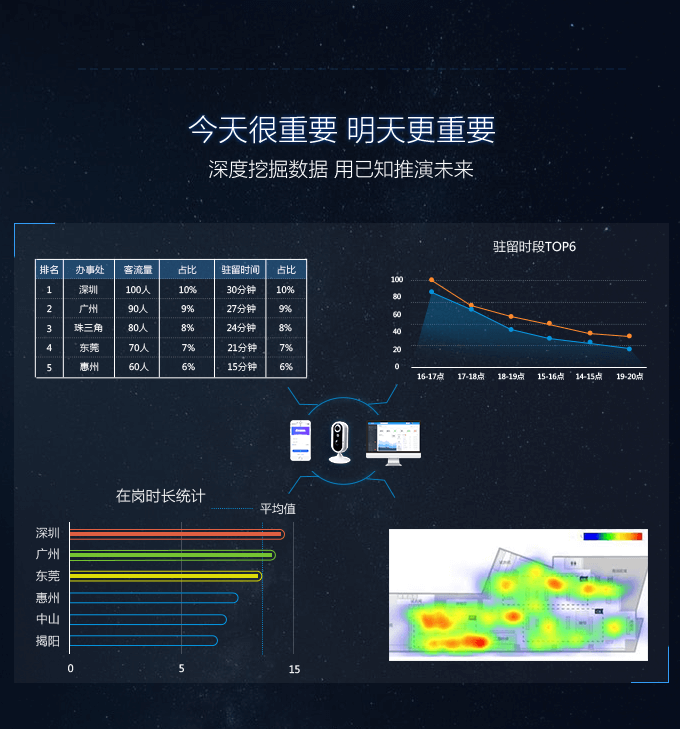 今天很重要 明天更重要
深度挖掘数据 用已知推演未来
排名 办事处 客流量 占比 驻留时间 占比
1 深圳 100人 10% 30分钟 10%
2 广州 90人 9% 27分钟 9%
3 珠三角 80人 8% 24分钟 8%
4 东莞 70人 7% 21分钟 7%
5 惠州 60人 6% 15分钟 6%
驻留时段TOP6
100
80
60
40
20
0
16-17点 17-18点 18-19点 15-16点 14-15点 19-20点
在岗时长统计
平均值
深圳
广州
东莞
惠州
中山
揭阳
0 5 15